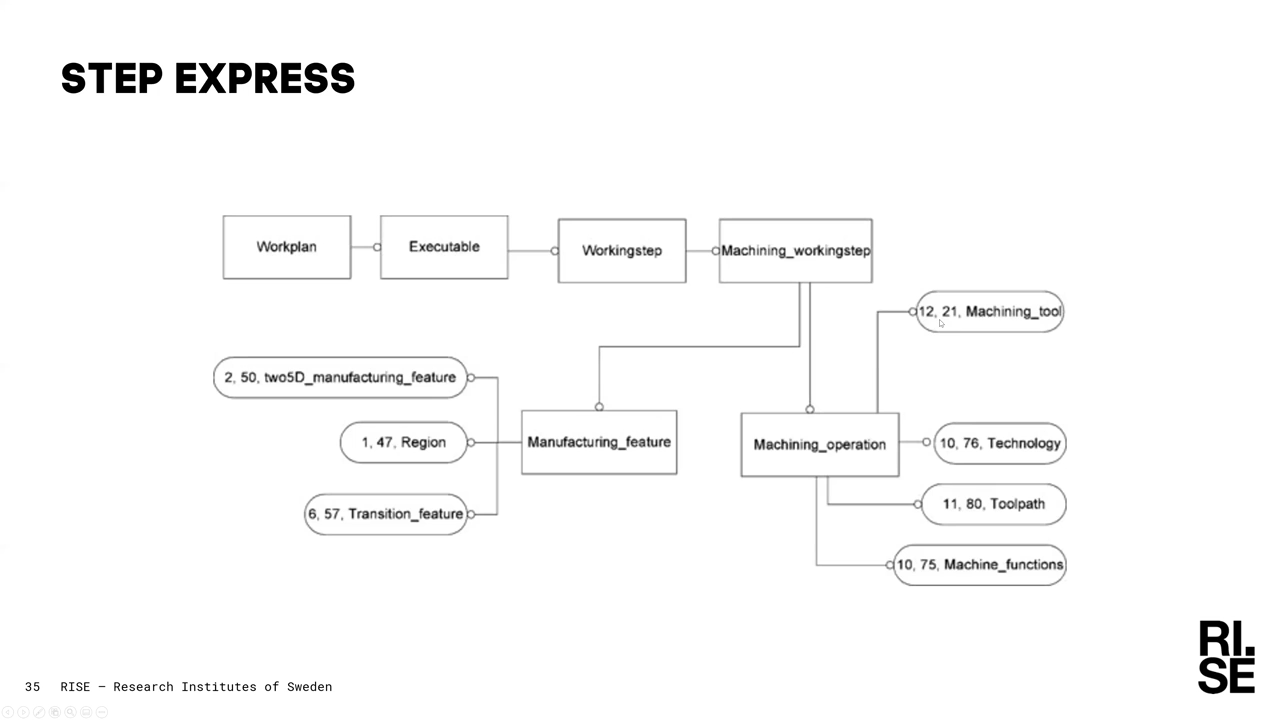 STEP EXPRESS
Workplan
Executable
Workingstep
Machining_workingstep
12, 21, Machining_tool
2, 50, two5D_manufacturing_feature
1, 47, Region
Manufacturing_feature
Machining_operation
10, 76, Technology
6, 57, Transition_feature
11, 80, Toolpath
10, 75, Machine_functions
RI.
SE
35 RISE – Research Institutes of Sweden